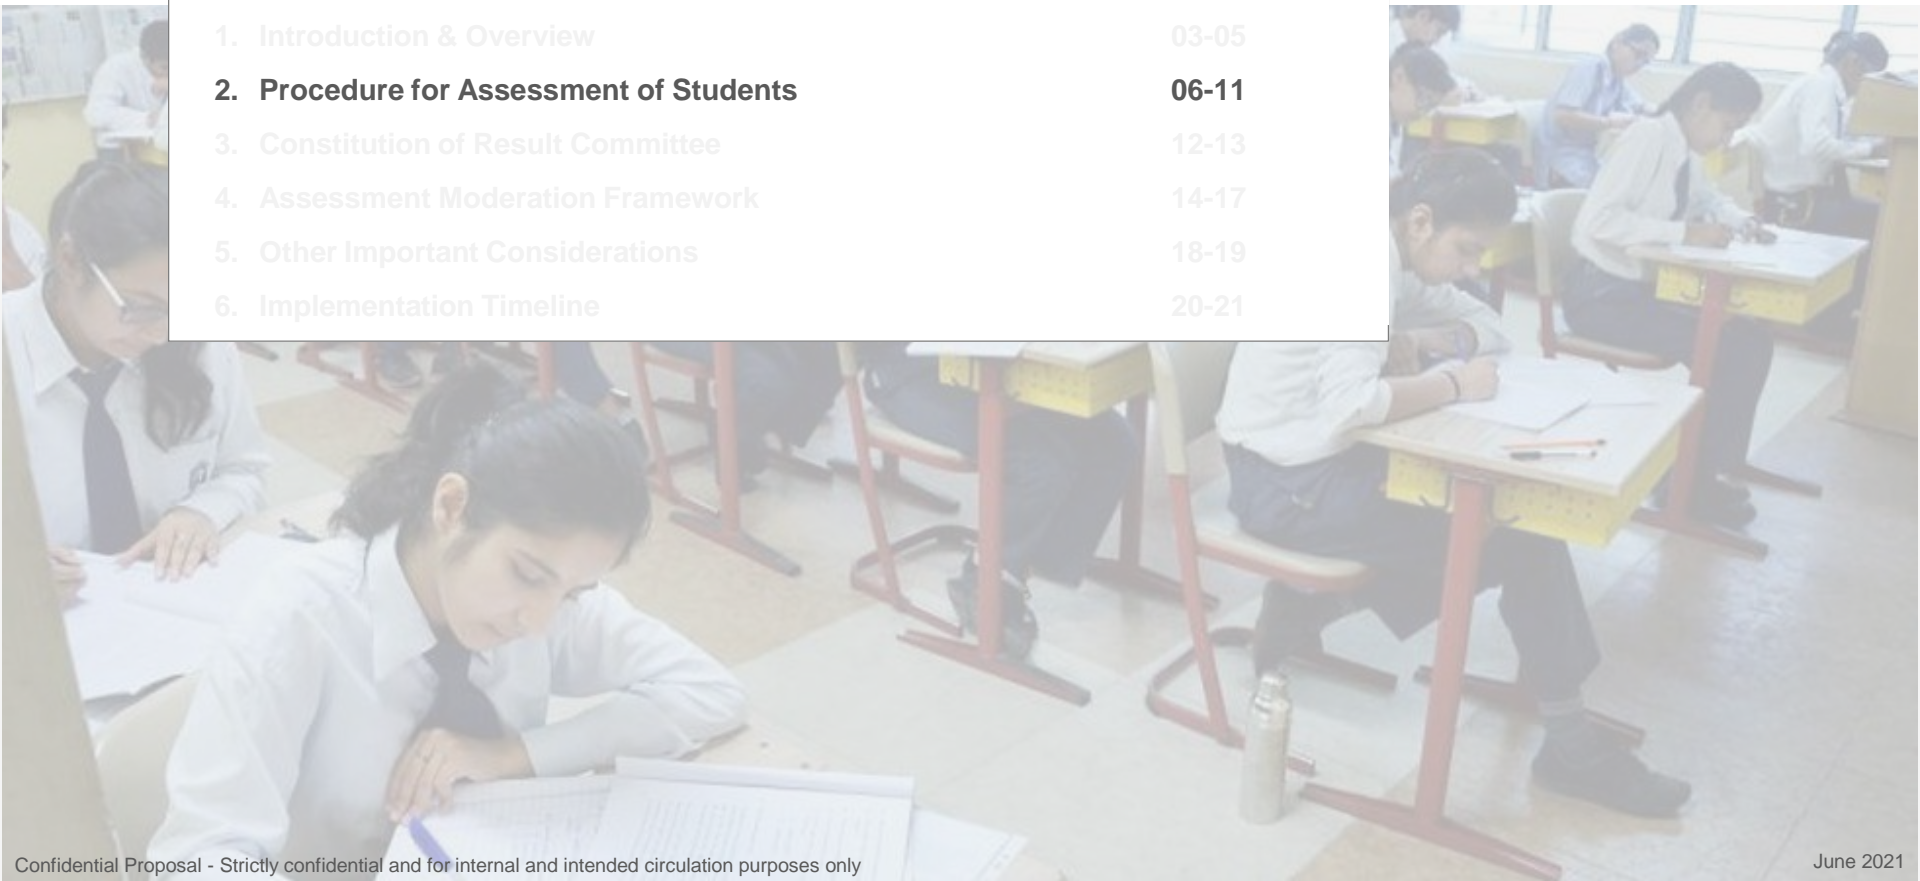 1. Introduction & Overview 03-05
2. Procedure for Assessment of Students 06-11
3. Constitution of Result Committee 12-13
4. Assessment Moderation Framework 14-17
5. Other Important Considerations 18-19
6. Implementation Timeline 20-21
Confidential Proposal - Strictly confidential and for internal and intended circulation purposes only
June 2021